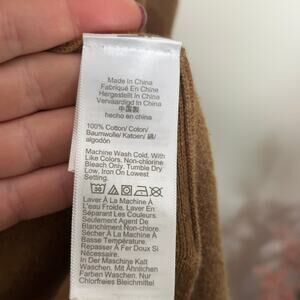 Made In China
Fabriqué En China
Hergestellt in China
Vervaardigd In China
中国製
hecho en china
100% Cotton/ Coton/
Baumwolle/ Katoen/ 綿/
algodón
Machine Wash Cold. With
Like Colors. Non-chlorine
Bleach Only. Tumble Dry
Low, Iron On Lowest
Setting.
30
Laver À La Machine À
L'eau Froide. Laver En
Séparant Les Couleurs
Seulement Agent De
Blanchiment Non-chlore.
Sécher À La Machine À
Basse Température.
Repassage À Fer Doux Si
Nécessaire.
In Der Maschine Kalt
Waschen. Mit Ähnlichen
Farben Waschen. Nur
Chlorfreies Bleichmittel